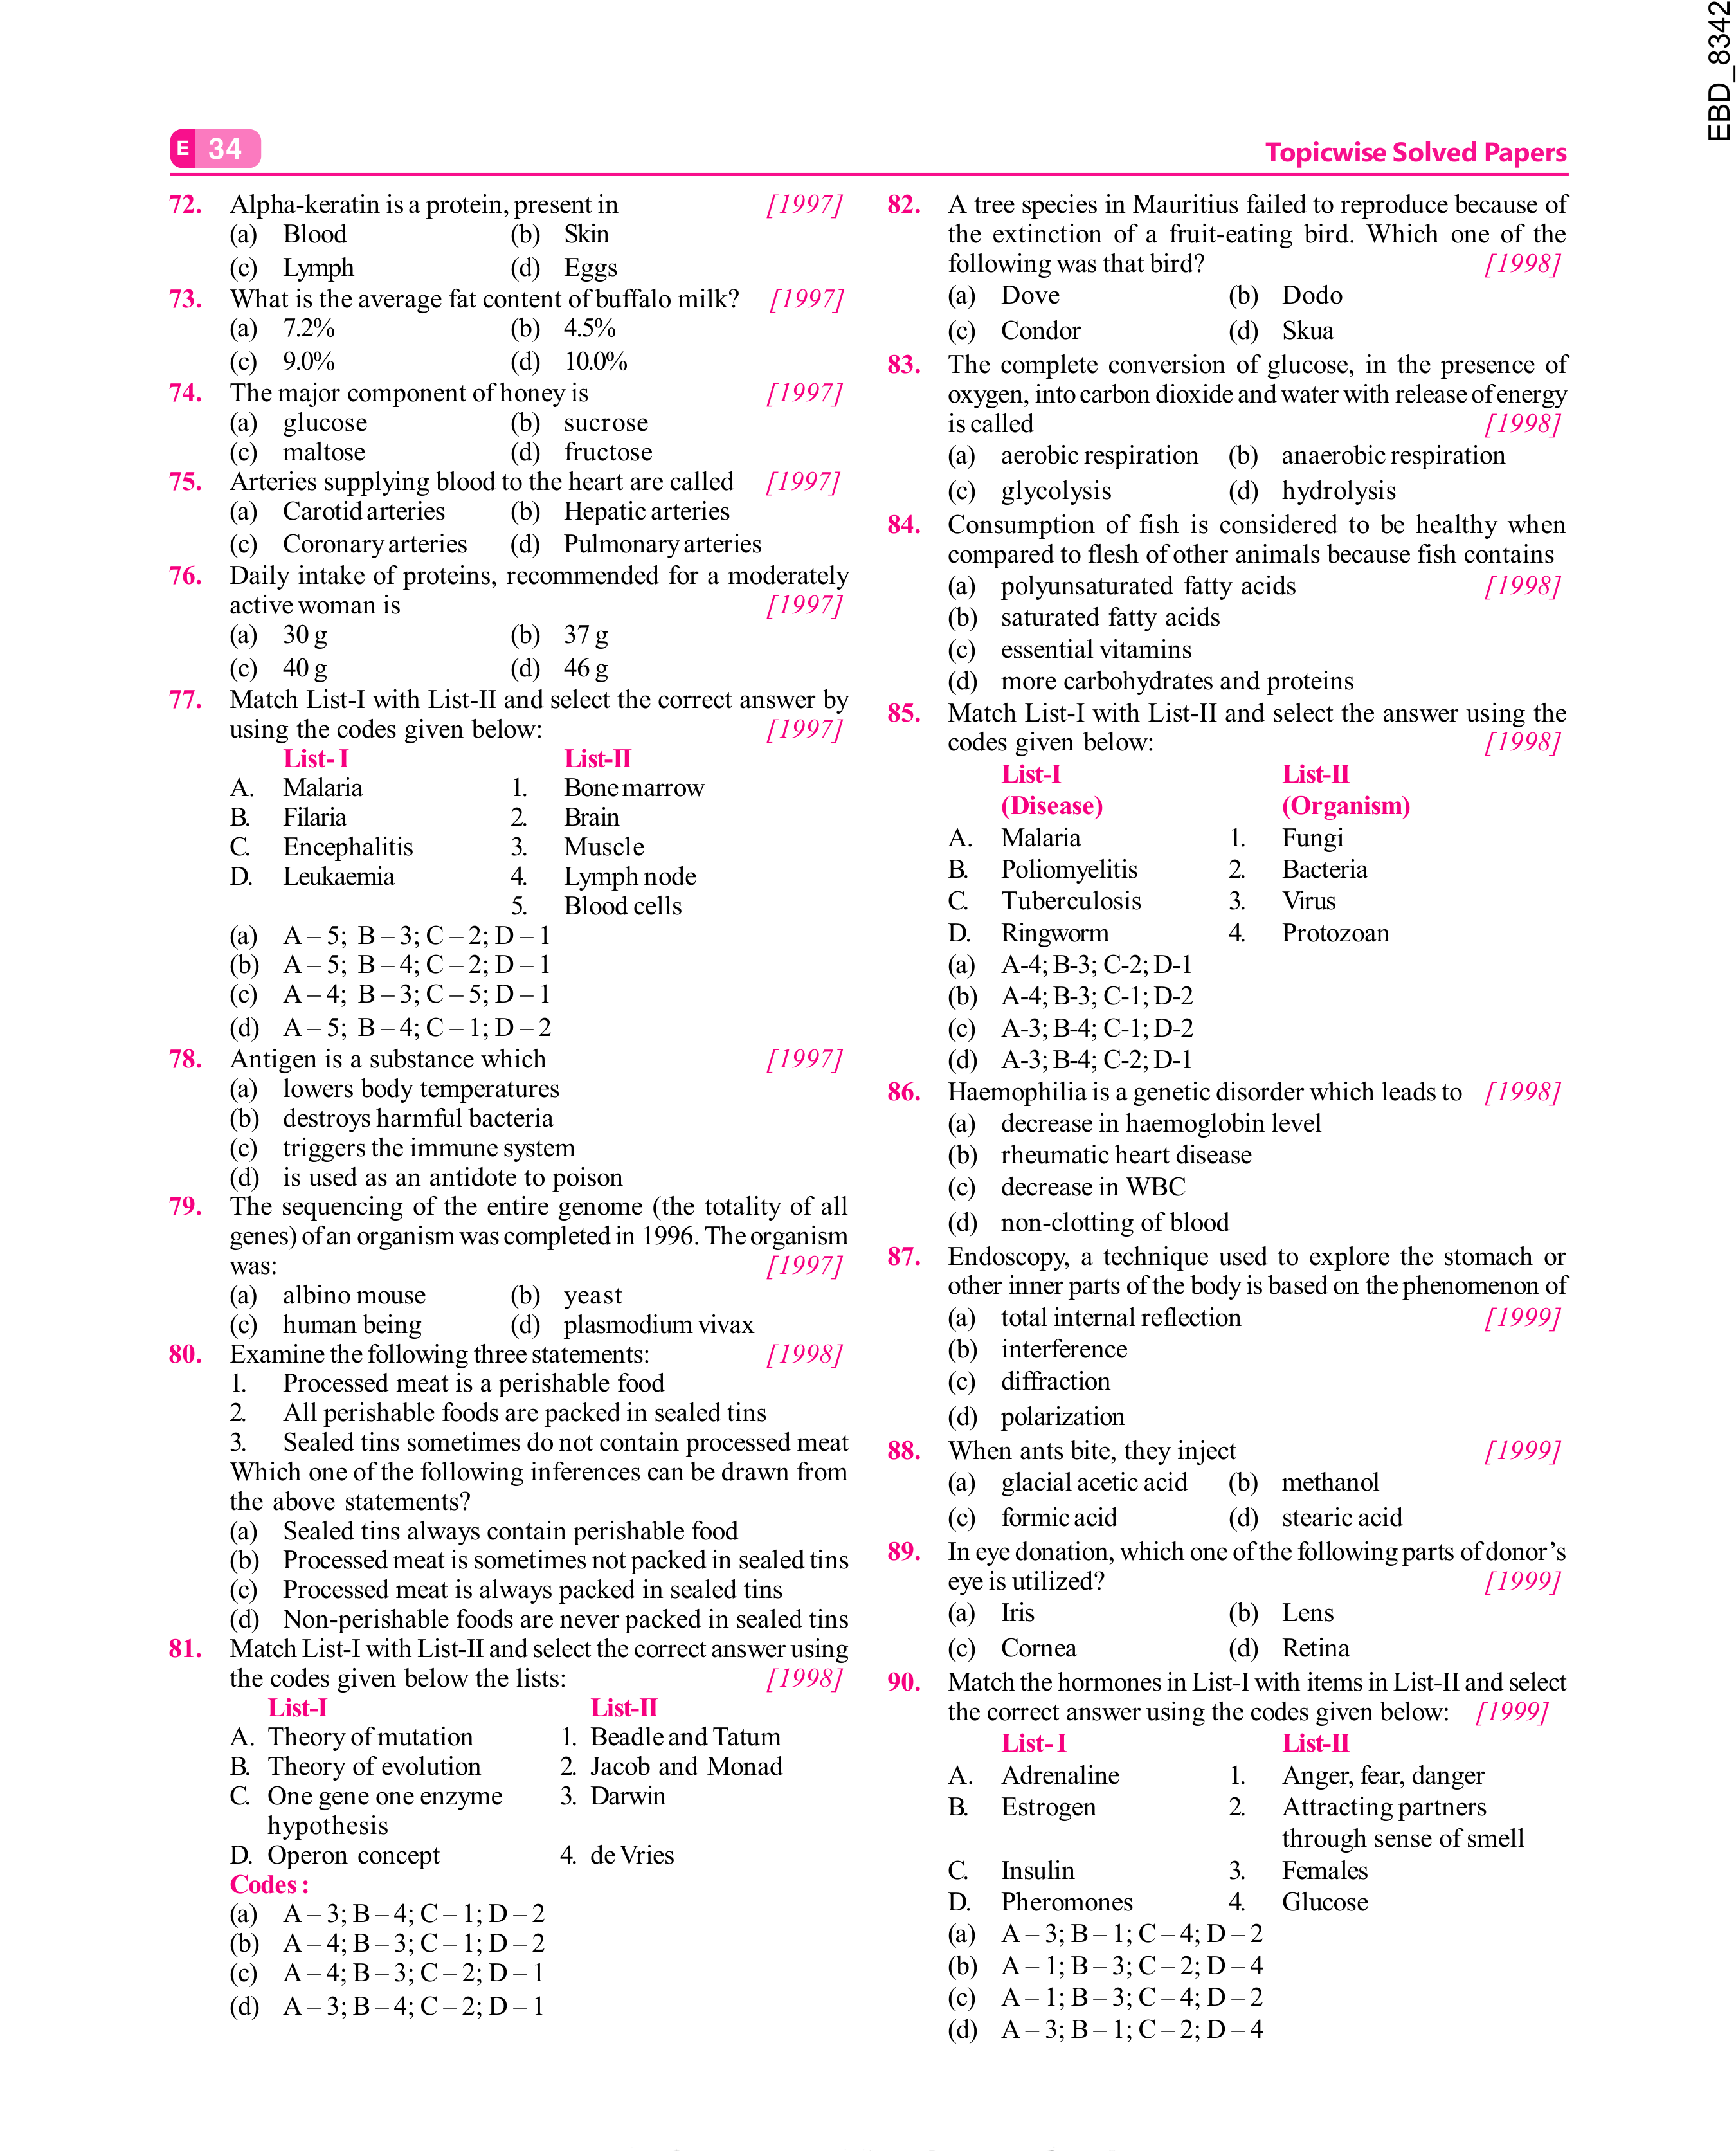 EBD_8342
E 34
Topicwise Solved Papers
72. Alpha-keratin is a protein, present in [1997]
(a) Blood (b) Skin
(c) Lymph (d) Eggs
73. What is the average fat content of buffalo milk? [1997]
(a) 7.2% (b) 4.5%
(c) 9.0% (d) 10.0%
74. The major component of honey is [1997]
(a) glucose (b) sucrose
(c) maltose (d) fructose
75. Arteries supplying blood to the heart are called [1997]
(a) Carotid arteries (b) Hepatic arteries
(c) Coronary arteries (d) Pulmonary arteries
76. Daily intake of proteins, recommended for a moderately
active woman is [1997]
(a) 30 g (b) 37 g
(c) 40 g (d) 46 g
77. Match List-I with List-II and select the correct answer by
using the codes given below: [1997]
List- I List-II
A. Malaria 1. Bone marrow
B. Filaria 2. Brain
C. Encephalitis 3. Muscle
D. Leukaemia 4. Lymph node
5. Blood cells
(a) A – 5; B – 3; C – 2; D – 1
(b) A – 5; B – 4; C – 2; D – 1
(c) A – 4; B – 3; C – 5; D – 1
(d) A – 5; B – 4; C – 1; D – 2
78. Antigen is a substance which [1997]
(a) lowers body temperatures
(b) destroys harmful bacteria
(c) triggers the immune system
(d) is used as an antidote to poison
79. The sequencing of the entire genome (the totality of all
genes) of an organism was completed in 1996. The organism
was: [1997]
(a) albino mouse (b) yeast
(c) human being (d) plasmodium vivax
80. Examine the following three statements: [1998]
1. Processed meat is a perishable food
2. All perishable foods are packed in sealed tins
3. Sealed tins sometimes do not contain processed meat
Which one of the following inferences can be drawn from
the above statements?
(a) Sealed tins always contain perishable food
(b) Processed meat is sometimes not packed in sealed tins
(c) Processed meat is always packed in sealed tins
(d) Non-perishable foods are never packed in sealed tins
81. Match List-I with List-II and select the correct answer using
the codes given below the lists: [1998]
List-I List-II
A. Theory of mutation 1. Beadle and Tatum
B. Theory of evolution 2. Jacob and Monad
C. One gene one enzyme 3. Darwin
hypothesis
D. Operon concept 4. de Vries
Codes :
(a) A – 3; B – 4; C – 1; D – 2
(b) A – 4; B – 3; C – 1; D – 2
(c) A – 4; B – 3; C – 2; D – 1
(d) A – 3; B – 4; C – 2; D – 1
82. A tree species in Mauritius failed to reproduce because of
the extinction of a fruit-eating bird. Which one of the
following was that bird? [1998]
(a) Dove (b) Dodo
(c) Condor (d) Skua
83. The complete conversion of glucose, in the presence of
oxygen, into carbon dioxide and water with release of energy
is called [1998]
(a) aerobic respiration (b) anaerobic respiration
(c) glycolysis (d) hydrolysis
84. Consumption of fish is considered to be healthy when
compared to flesh of other animals because fish contains
(a) polyunsaturated fatty acids [1998]
(b) saturated fatty acids
(c) essential vitamins
(d) more carbohydrates and proteins
85. Match List-I with List-II and select the answer using the
codes given below: [1998]
List-I List-II
(Disease) (Organism)
A. Malaria 1. Fungi
B. Poliomyelitis 2. Bacteria
C. Tuberculosis 3. Virus
D. Ringworm 4. Protozoan
(a) A-4; B-3; C-2; D-1
(b) A-4; B-3; C-1; D-2
(c) A-3; B-4; C-1; D-2
(d) A-3; B-4; C-2; D-1
86. Haemophilia is a genetic disorder which leads to [1998]
(a) decrease in haemoglobin level
(b) rheumatic heart disease
(c) decrease in WBC
(d) non-clotting of blood
87. Endoscopy, a technique used to explore the stomach or
other inner parts of the body is based on the phenomenon of
(a) total internal reflection [1999]
(b) interference
(c) diffraction
(d) polarization
88. When ants bite, they inject [1999]
(a) glacial acetic acid (b) methanol
(c) formic acid (d) stearic acid
89. In eye donation, which one of the following parts of donor’s
eye is utilized? [1999]
(a) Iris (b) Lens
(c) Cornea (d) Retina
90. Match the hormones in List-I with items in List-II and select
the correct answer using the codes given below: [1999]
List- I List-II
A. Adrenaline 1. Anger, fear, danger
B. Estrogen 2. Attracting partners
through sense of smell
C. Insulin 3. Females
D. Pheromones 4. Glucose
(a) A – 3; B – 1; C – 4; D – 2
(b) A – 1; B – 3; C – 2; D – 4
(c) A – 1; B – 3; C – 4; D – 2
(d) A – 3; B – 1; C – 2; D – 4